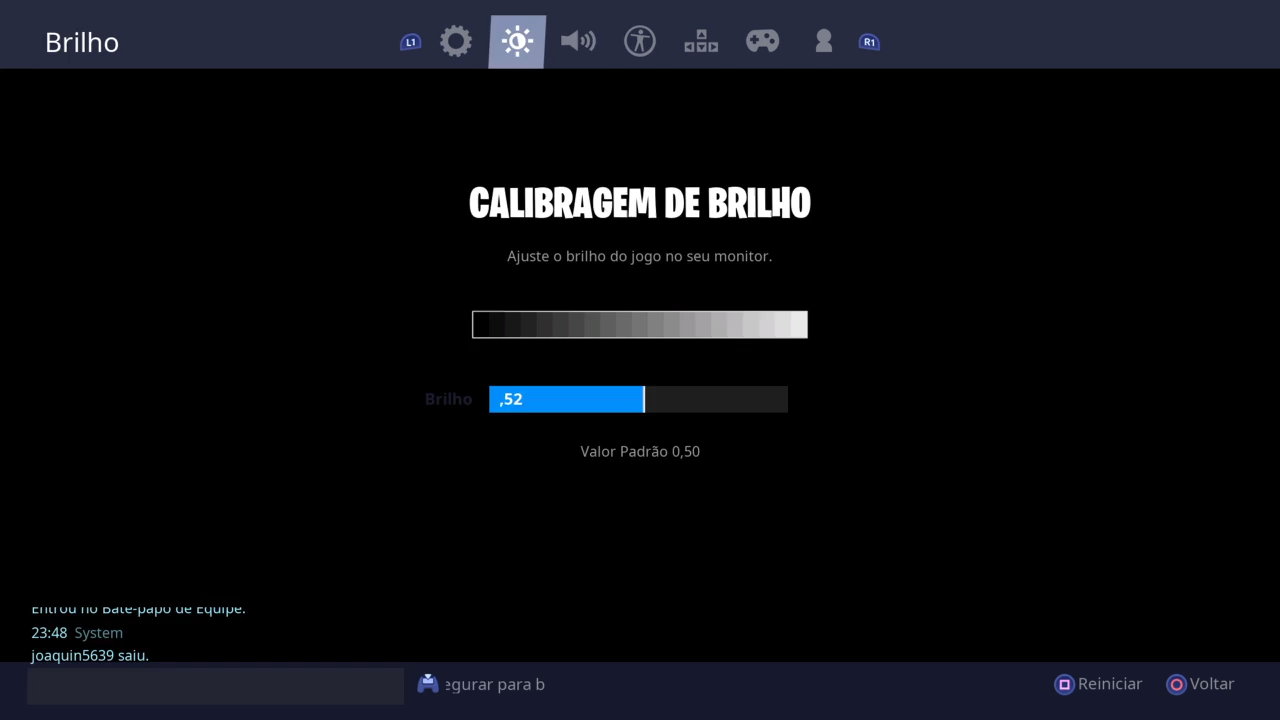 Brilho
L1
R1
CALIBRAGEM DE BRILHO
Ajuste o brilho do jogo no seu monitor.
Brilho ,52
Valor Padrão 0,50
Entrou no Bate-papo de Equipe.
23:48 System
joaquin5639 saiu.
egurar para b
Reiniciar
Voltar